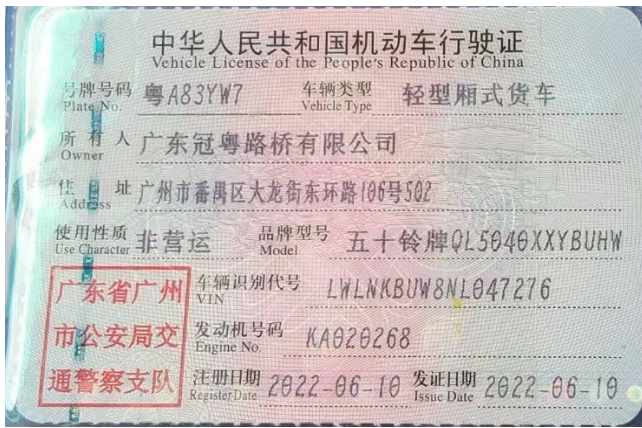 中华人民共和国机动车行驶证
Vehicle License of the People's Republic of China
号牌号码 粤A83YW7 车辆类型 轻型厢式货车
Plate No. Vehicle Type
所有人 广东冠粤路桥有限公司
Owner
住址 广州市番禺区大龙街东环路106号502
Address
使用性质 非营运 品牌型号 五十铃牌QL5040XXYBUHW
Use Character Model
广东省广州 车辆识别代号 LWLNKBUW8NL047276
VIN
市公安局交 发动机号码 KA020268
Engine No.
通警察支队 注册日期 2022-06-10 发证日期 2022-06-10
Register Date Issue Date